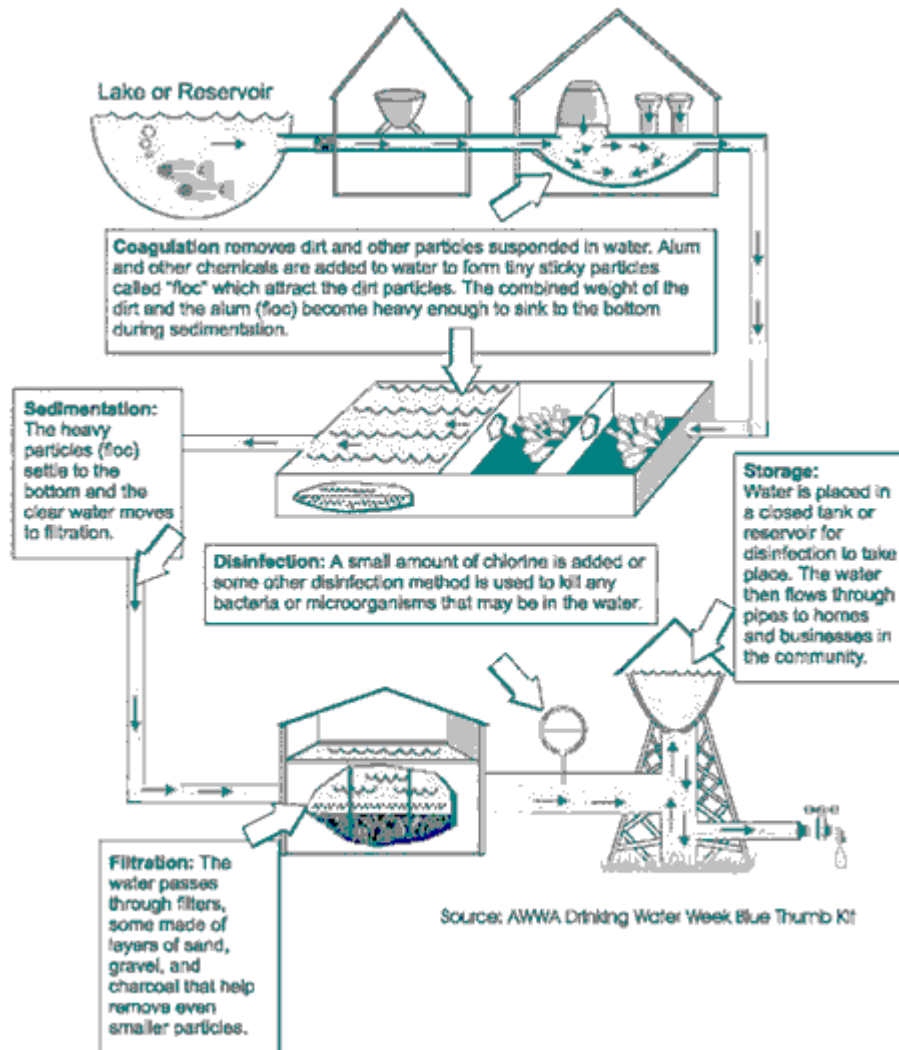 Lake or Reservoir
Coagulation removes dirt and other particles suspended in water. Alum
and other chemicals are added to water to form tiny sticky particles
called "floc" which attract the dirt particles. The combined weight of
the dirt and the alum (floc) become heavy enough to sink to the bottom
during sedimentation.
Sedimentation:
The heavy
particles (floc)
settle to the
bottom and the
clear water moves
to filtration.
Storage:
Water is placed in
a closed tank or
reservoir for
disinfection to take
place. The water
then flows through
pipes to homes
and businesses in
the community.
Disinfection: A small amount of chlorine is added or
some other disinfection method is used to kill any
bacteria or microorganisms that may be in the water.
Filtration: The
water passes
through filters,
some made of
layers of sand,
gravel, and
charcoal that help
remove even
smaller particles.
Source: AWWA Drinking Water Week Blue Thumb Kit